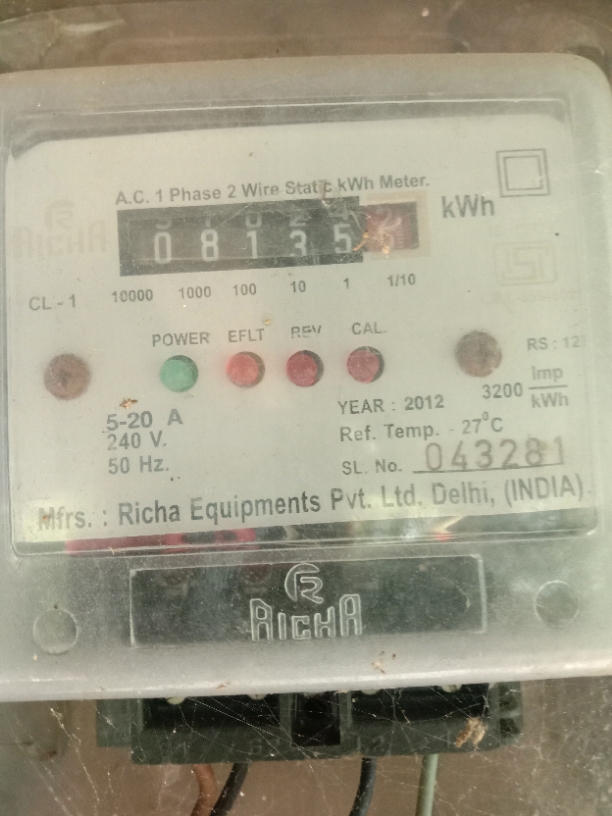 A.C. 1 Phase 2 Wire Static kWh Meter.
RICHA
08135
kWh
CL - 1
10000 1000 100 10 1 1/10
POWER EFLT REV CAL.
RS : 12
3200 Imp/kWh
5-20 A
240 V.
50 Hz.
YEAR : 2012
Ref. Temp. - 27°C
SL. No. 043281
Mfrs. : Richa Equipments Pvt. Ltd. Delhi, (INDIA)
RICHA